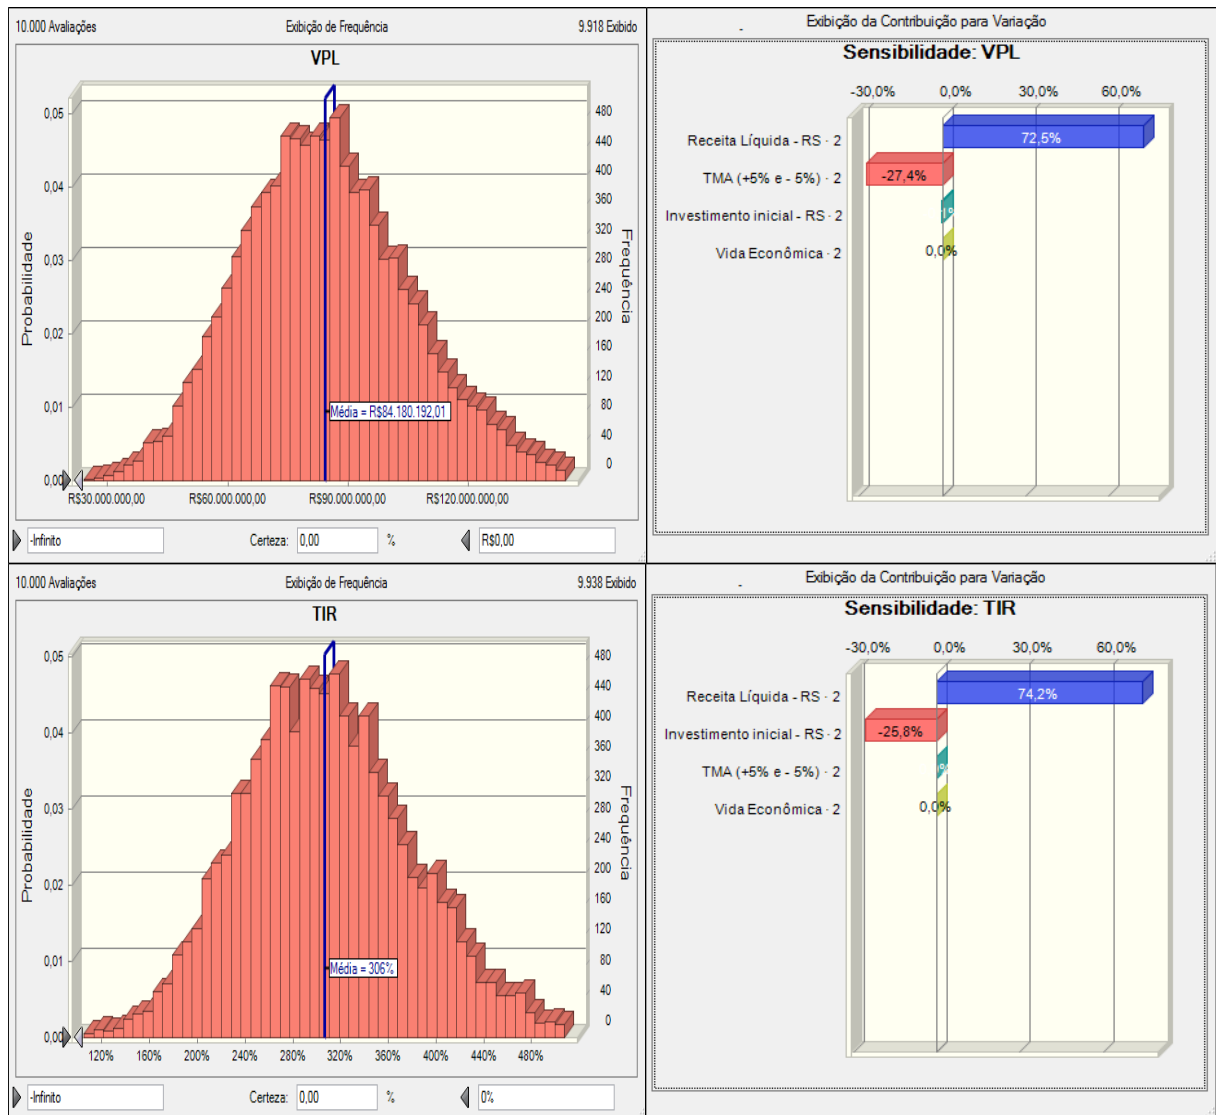 10.000 Avaliações Exibição de Frequência 9.918 Exibido
VPL
0,05
0,04
0,03
0,02
0,01
0,00
Probabilidade
480
440
400
360
320
280
240
200
160
120
80
40
0
Frequência
Média = R$84.180.192,01
R$30.000.000,00 R$60.000.000,00 R$90.000.000,00 R$120.000.000,00
-Infinito Certeza: 0,00 % R$0,00
Exibição da Contribuição para Variação
Sensibilidade: VPL
-30,0% 0,0% 30,0% 60,0%
Receita Líquida - RS - 2 72,5%
TMA (+5% e - 5%) - 2 -27,4%
Investimento inicial - RS - 2
Vida Econômica - 2 0,0%
10.000 Avaliações Exibição de Frequência 9.938 Exibido
TIR
0,05
0,04
0,03
0,02
0,01
0,00
Probabilidade
480
440
400
360
320
280
240
200
160
120
80
40
0
Frequência
Média = 306%
120% 160% 200% 240% 280% 320% 360% 400% 440% 480%
-Infinito Certeza: 0,00 % 0%
Exibição da Contribuição para Variação
Sensibilidade: TIR
-30,0% 0,0% 30,0% 60,0%
Receita Líquida - RS - 2 74,2%
Investimento inicial - RS - 2 -25,8%
TMA (+5% e - 5%) - 2
Vida Econômica - 2 0,0%